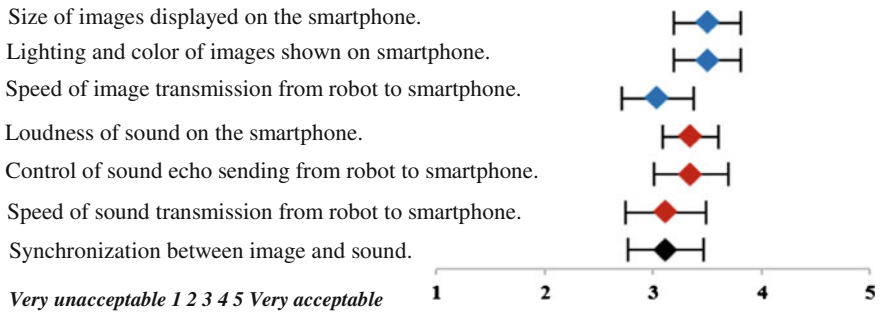 Size of images displayed on the smartphone.
Lighting and color of images shown on smartphone.
Speed of image transmission from robot to smartphone.
Loudness of sound on the smartphone.
Control of sound echo sending from robot to smartphone.
Speed of sound transmission from robot to smartphone.
Synchronization between image and sound.
1 2 3 4 5
Very unacceptable 1 2 3 4 5 Very acceptable